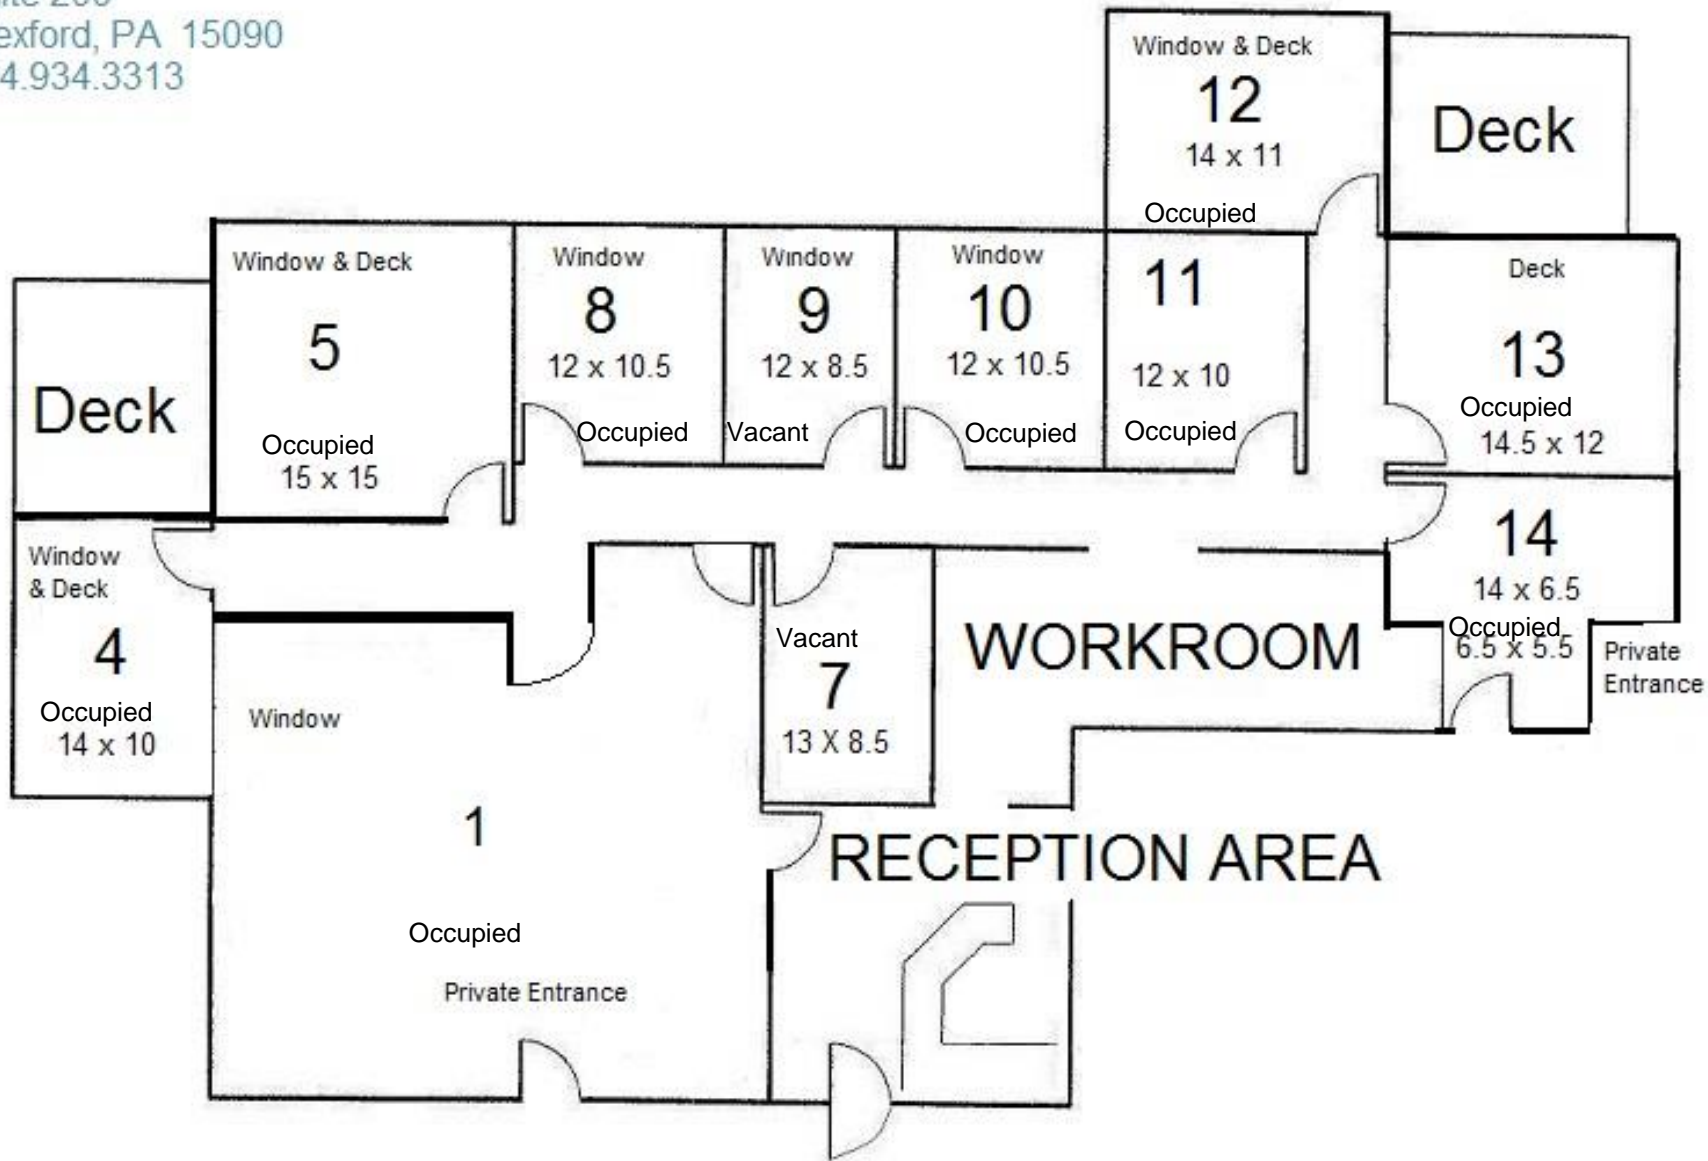 exford, PA 15090
4.934.3313
Window & Deck
12
14 x 11
Occupied
Deck
Window & Deck
5
Occupied
15 x 15
Window
8
12 x 10.5
Occupied
Window
9
12 x 8.5
Vacant
Window
10
12 x 10.5
Occupied
11
12 x 10
Occupied
Deck
13
Occupied
14.5 x 12
Deck
Window
& Deck
4
Occupied
14 x 10
14
14 x 6.5
Occupied
6.5 x 5.5
Private
Entrance
Vacant
7
13 X 8.5
WORKROOM
Window
1
Occupied
Private Entrance
RECEPTION AREA